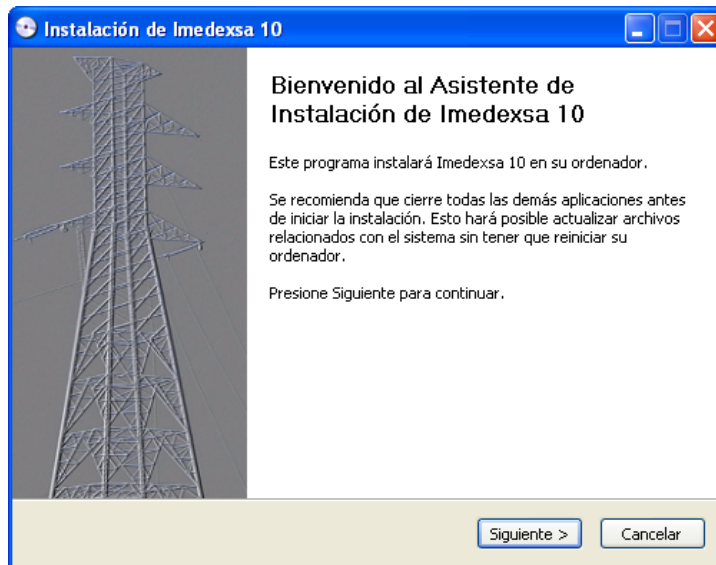 Instalación de Imedexsa 10
Bienvenido al Asistente de
Instalación de Imedexsa 10
Este programa instalará Imedexsa 10 en su ordenador.
Se recomienda que cierre todas las demás aplicaciones antes
de iniciar la instalación. Esto hará posible actualizar archivos
relacionados con el sistema sin tener que reiniciar su
ordenador.
Presione Siguiente para continuar.
Siguiente >
Cancelar